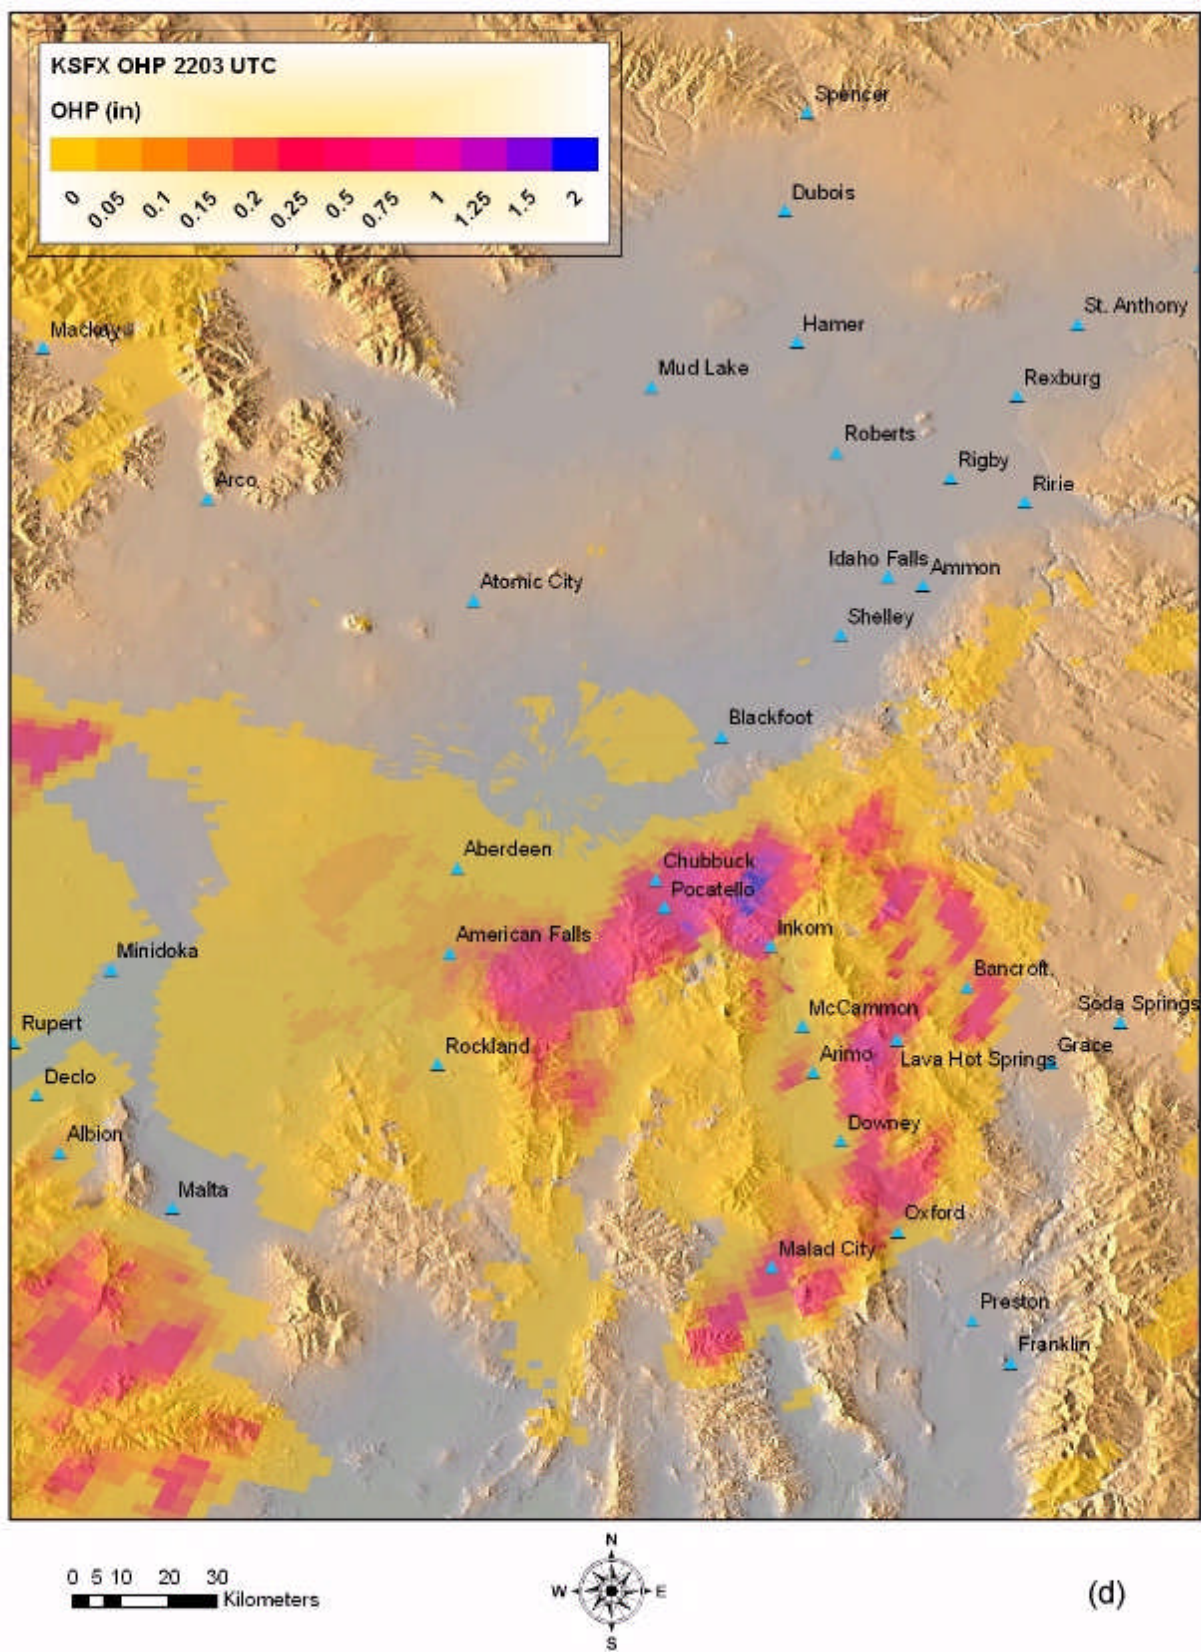 KSFX OHP 2203 UTC
OHP (in)
0 0.05 0.1 0.15 0.2 0.25 0.5 0.75 1 1.25 1.5 2
Spencer
Dubois
St. Anthony
Hamer
Mackay
Mud Lake
Rexburg
Roberts
Rigby
Arco
Ririe
Idaho Falls
Ammon
Atomic City
Shelley
Blackfoot
Aberdeen
Chubbuck
Pocatello
American Falls
Inkom
Minidoka
Bancroft
Soda Springs
McCammon
Rupert
Rockland
Arimo
Lava Hot Springs
Grace
Declo
Downey
Albion
Malta
Oxford
Malad City
Preston
Franklin
N
W E
S
0 5 10 20 30
Kilometers
(d)